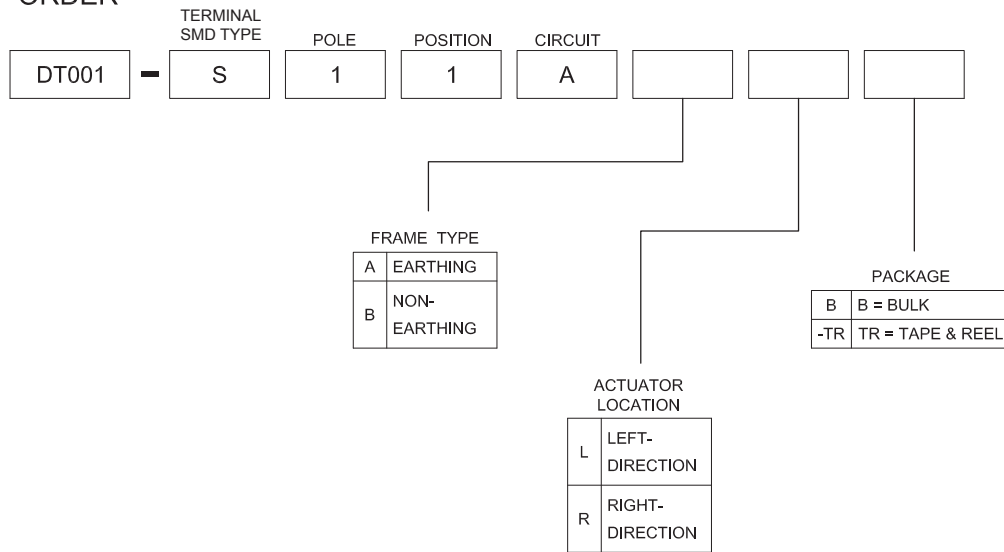 ORDER
TERMINAL
SMD TYPE
POLE
POSITION
CIRCUIT
DT001 - S 1 1 A
FRAME TYPE
A EARTHING
B NON-
EARTHING
ACTUATOR
LOCATION
L LEFT-
DIRECTION
R RIGHT-
DIRECTION
PACKAGE
B B = BULK
-TR TR = TAPE & REEL